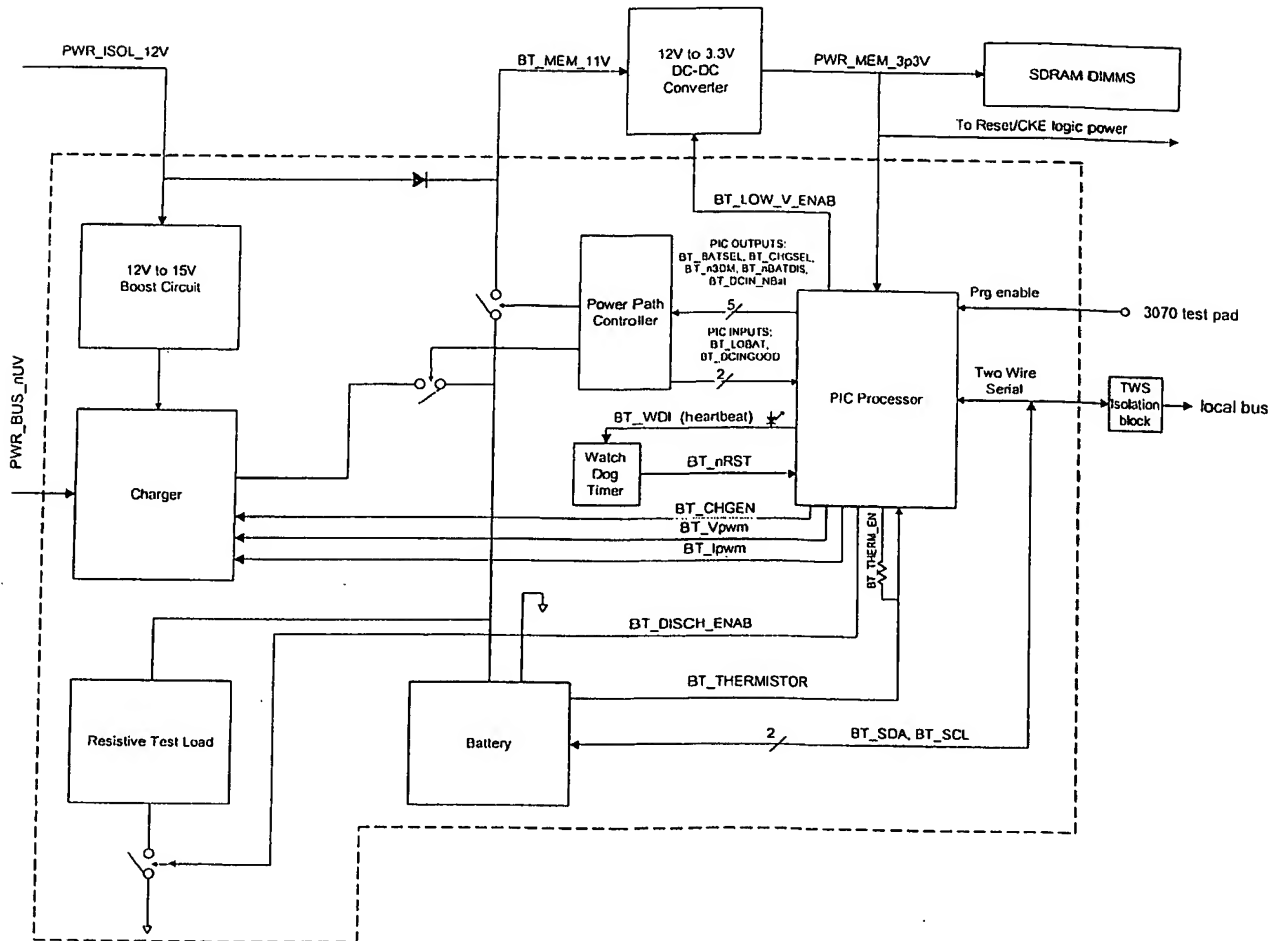 PWR_ISOL_12V
BT_MEM_11V
12V to 3.3V
DC-DC
Converter
PWR_MEM_3p3V
SDRAM DIMMS
To Reset/CKE logic power
BT_LOW_V_ENAB
12V to 15V
Boost Circuit
Power Path
Controller
PIC OUTPUTS:
BT_BATSEL, BT_CHGSEL,
BT_n3DM, BT_nBATDIS,
BT_DCIN_NBat
5
PIC INPUTS;
BT_LOBAT,
BT_DCINGOOD
2
PIC Processor
Prg enable
3070 test pad
Two Wire
Serial
TWS
Isolation
block
local bus
PWR_BUS_nUV
Charger
BT_WDI (heartbeat)
Watch
Dog
Timer
BT_nRST
BT_CHGEN
BT_Vpwm
BT_Ipwm
BT_THERM_EN
BT_DISCH_ENAB
BT_THERMISTOR
Resistive Test Load
Battery
2
BT_SDA, BT_SCL